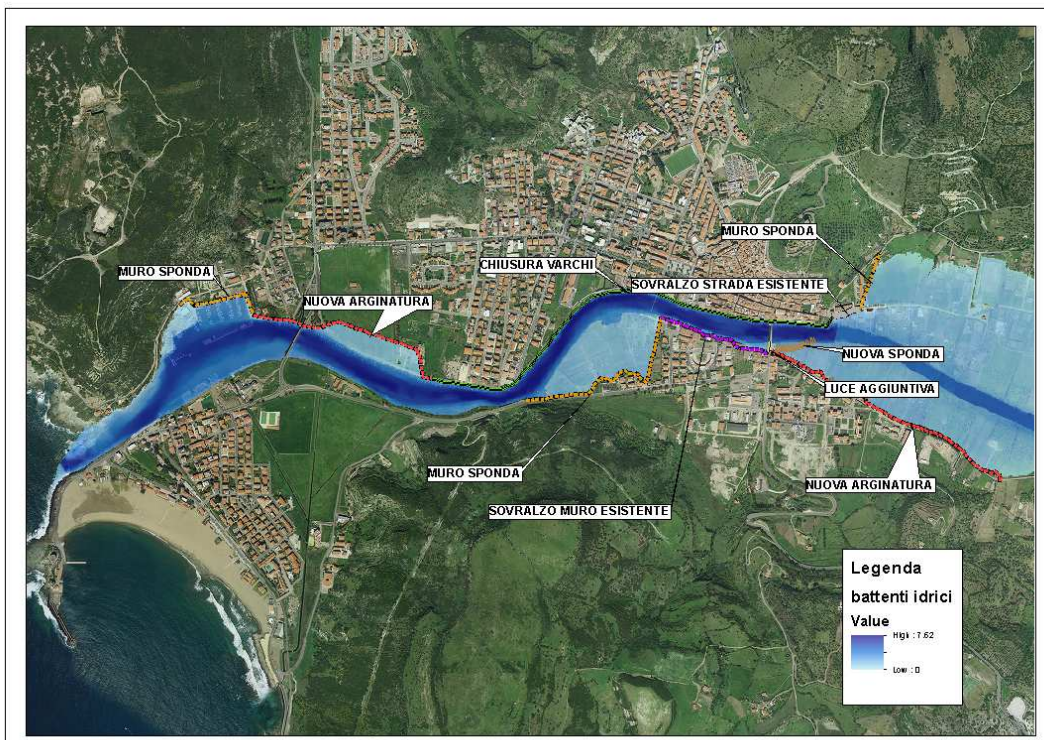 MURO SPONDA
CHIUSURA VARCHI
MURO SPONDA
SOVRALZO STRADA ESISTENTE
NUOVA ARGINATURA
NUOVA SPONDA
LUCE AGGIUNTIVA
MURO SPONDA
NUOVA ARGINATURA
SOVRALZO MURO ESISTENTE
Legenda
battenti idrici
Value
High : 7.62
Low : 0